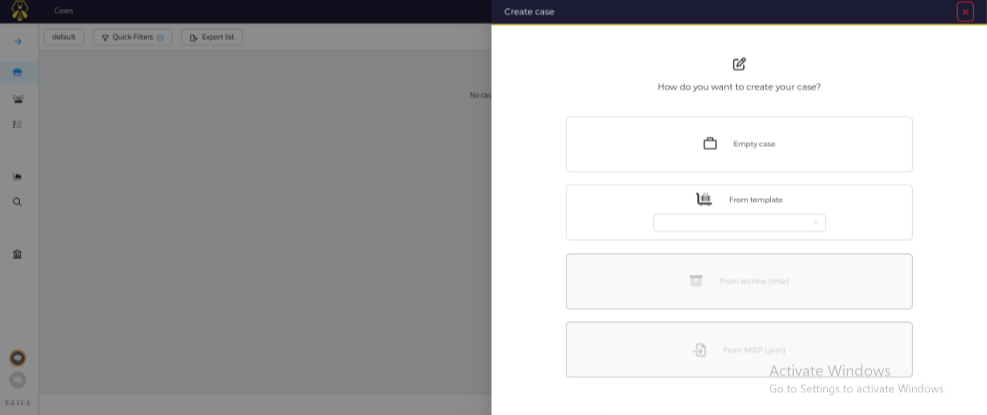 Cases
Create case
default
Quick Filters
Export list
No cas
How do you want to create your case?
Empty case
From template
From archive (.thar)
From MISP (.json)
Activate Windows
Go to Settings to activate Windows.
5.3.11-1